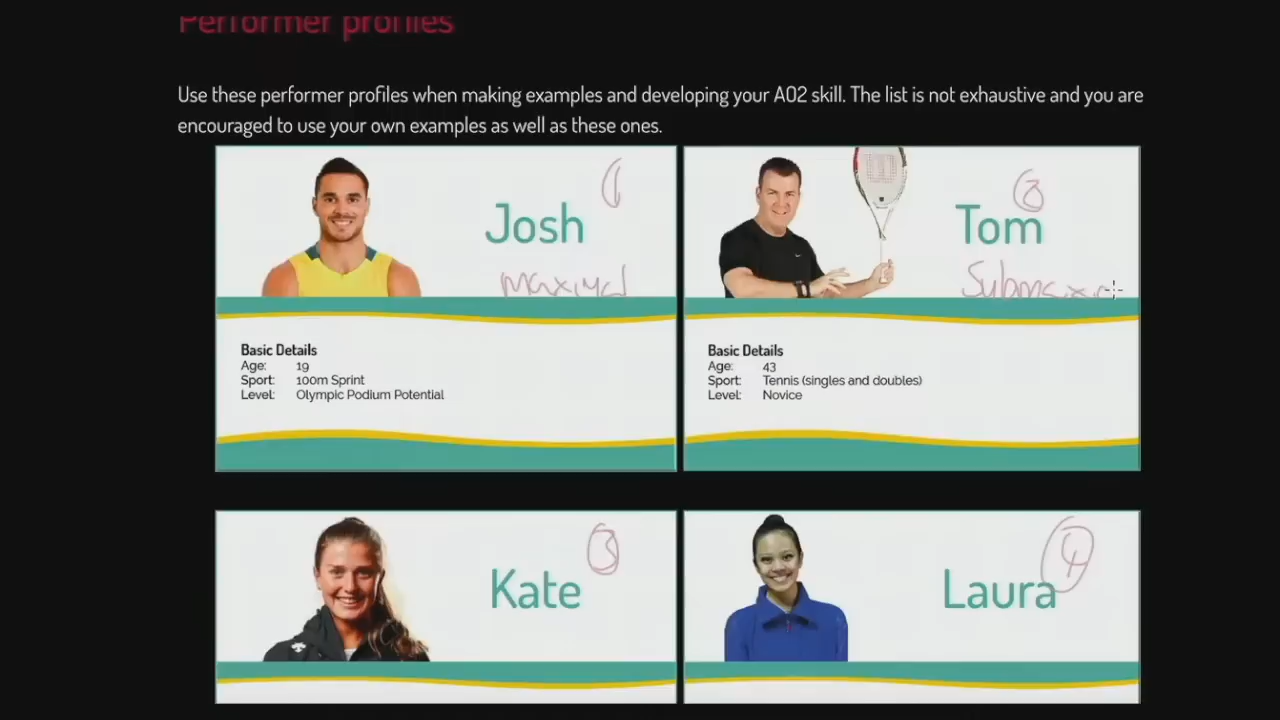 Performer profiles
Use these performer profiles when making examples and developing your AO2 skill. The list is not exhaustive and you are
encouraged to use your own examples as well as these ones.
Josh
maximal
Basic Details
Age: 19
Sport: 100m Sprint
Level: Olympic Podium Potential
Tom
Basic Details
Age: 43
Sport: Tennis (singles and doubles)
Level: Novice
3
Kate
4
Laura